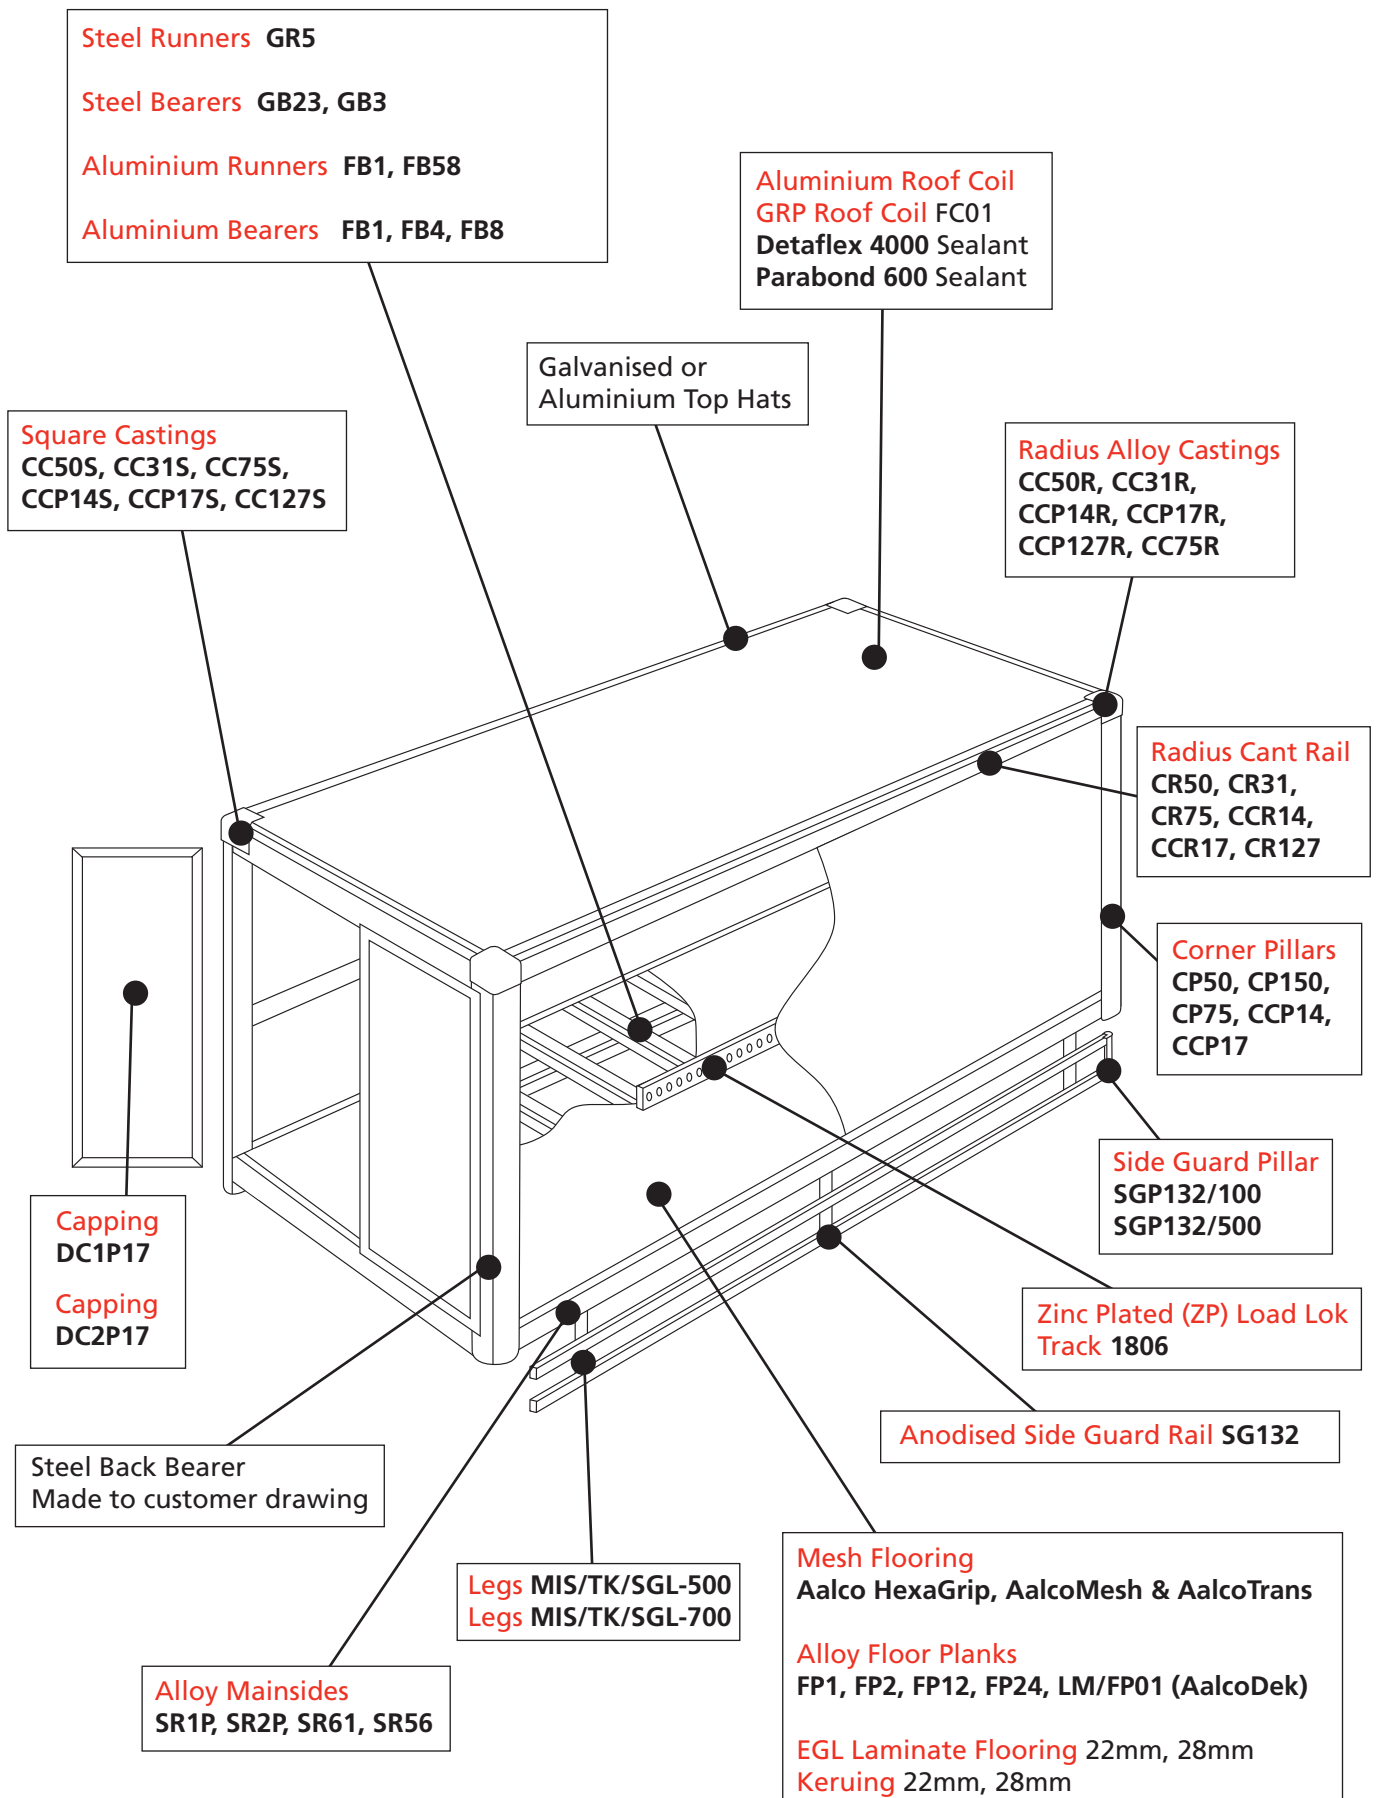 Steel Runners GR5
Steel Bearers GB23, GB3
Aluminium Runners FB1, FB58
Aluminium Bearers FB1, FB4, FB8
Aluminium Roof Coil
GRP Roof Coil FC01
Detaflex 4000 Sealant
Parabond 600 Sealant
Galvanised or
Aluminium Top Hats
Square Castings
CC50S, CC31S, CC75S,
CCP14S, CCP17S, CC127S
Radius Alloy Castings
CC50R, CC31R,
CCP14R, CCP17R,
CCP127R, CC75R
Radius Cant Rail
CR50, CR31,
CR75, CCR14,
CCR17, CR127
Corner Pillars
CP50, CP150,
CP75, CCP14,
CCP17
Side Guard Pillar
SGP132/100
SGP132/500
Capping
DC1P17
Capping
DC2P17
Zinc Plated (ZP) Load Lok
Track 1806
Anodised Side Guard Rail SG132
Steel Back Bearer
Made to customer drawing
Legs MIS/TK/SGL-500
Legs MIS/TK/SGL-700
Mesh Flooring
Aalco HexaGrip, AalcoMesh & AalcoTrans
Alloy Floor Planks
FP1, FP2, FP12, FP24, LM/FP01 (AalcoDek)
EGL Laminate Flooring 22mm, 28mm
Keruing 22mm, 28mm
Alloy Mainsides
SR1P, SR2P, SR61, SR56